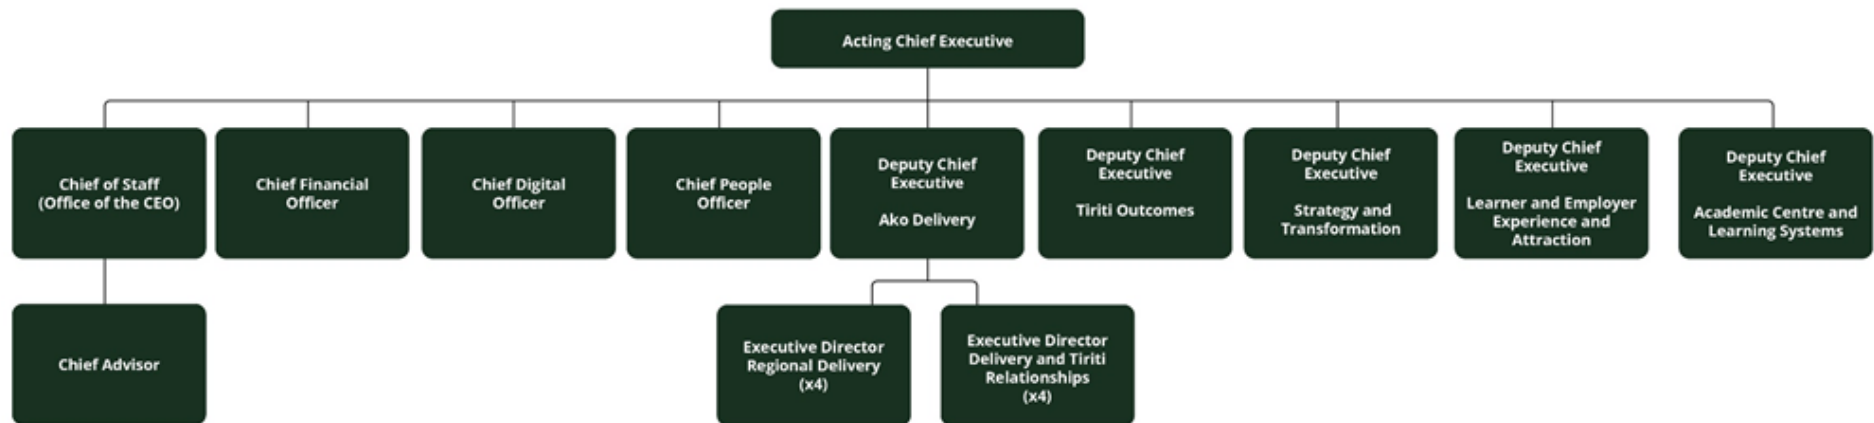 Acting Chief Executive
Chief of Staff
(Office of the CEO)
Chief Financial
Officer
Chief Digital
Officer
Chief People
Officer
Deputy Chief
Executive
Ako Delivery
Deputy Chief
Executive
Tiriti Outcomes
Deputy Chief
Executive
Strategy and
Transformation
Deputy Chief
Executive
Learner and Employer
Experience and
Attraction
Deputy Chief
Executive
Academic Centre and
Learning Systems
Chief Advisor
Executive Director
Regional Delivery
(x4)
Executive Director
Delivery and Tiriti
Relationships
(x4)